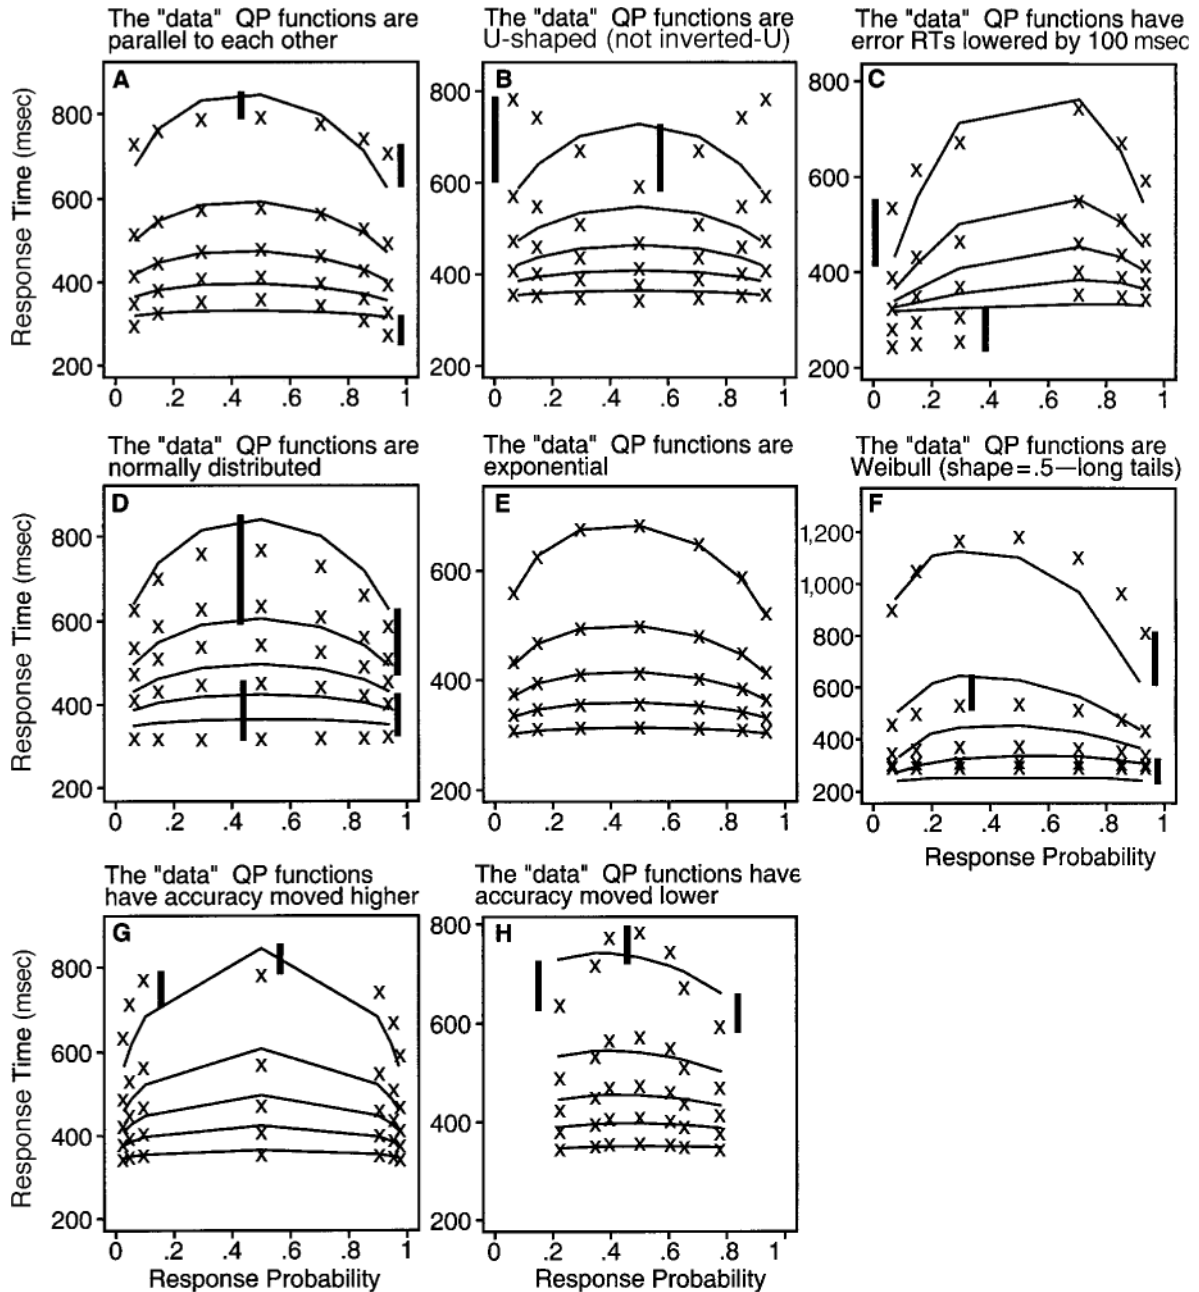 The "data" QP functions are
parallel to each other
The "data" QP functions are
U-shaped (not inverted-U)
The "data" QP functions have
error RTs lowered by 100 msec
A
B
C
Response Time (msec)
800
600
400
200
0 .2 .4 .6 .8 1
800
600
400
200
0 .2 .4 .6 .8 1
800
600
400
200
0 .2 .4 .6 .8 1
The "data" QP functions are
normally distributed
The "data" QP functions are
exponential
The "data" QP functions are
Weibull (shape=.5—long tails)
D
E
F
Response Time (msec)
800
600
400
200
0 .2 .4 .6 .8 1
600
400
200
0 .2 .4 .6 .8 1
1,200
1,000
800
600
400
200
0 .2 .4 .6 .8 1
Response Probability
The "data" QP functions
have accuracy moved higher
The "data" QP functions have
accuracy moved lower
G
H
Response Time (msec)
800
600
400
200
0 .2 .4 .6 .8 1
Response Probability
800
600
400
200
0 .2 .4 .6 .8 1
Response Probability